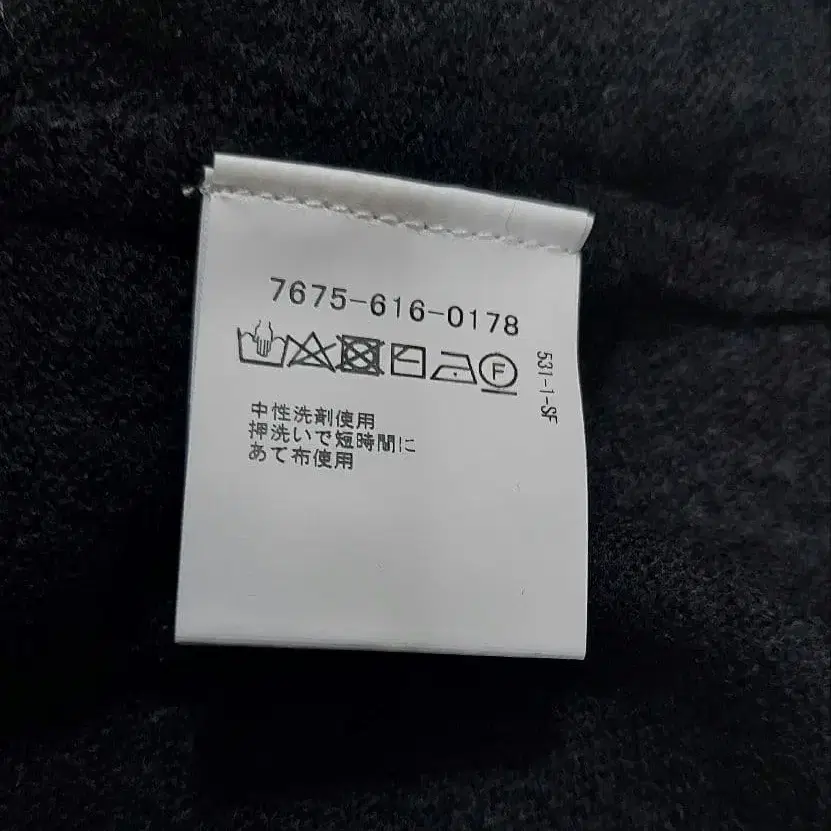 7675-616-0178
F
531-1-SF
中性洗剤使用
押洗いで短時間に
あて布使用